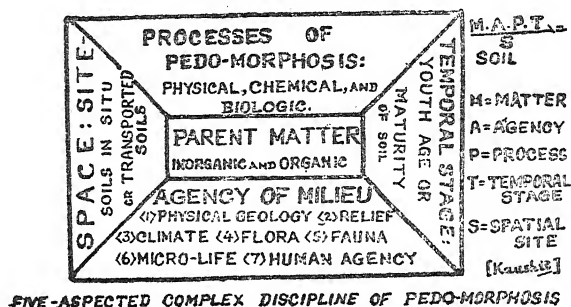 PROCESSES OF
PEDO-MORPHOSIS:
PHYSICAL, CHEMICAL, AND
BIOLOGIC.
SPACE: SITE-
SOILS IN SITU
OR TRANSPORTED
SOILS
PARENT MATTER
INORGANIC AND ORGANIC
TEMPORAL STAGE:
YOUTH AGE OR
MATURITY
OF SOIL
AGENCY OF MILIEU
(1) PHYSICAL GEOLOGY (2) RELIEF
(3) CLIMATE (4) FLORA (5) FAUNA
(6) MICRO-LIFE (7) HUMAN AGENCY
M.A.P.T.=
S
SOIL
M=MATTER
A=AGENCY
P=PROCESS
T=TEMPORAL
STAGE
S=SPATIAL
SITE
[Kaushik]
FIVE-ASPECTED COMPLEX DISCIPLINE OF PEDO-MORPHOSIS